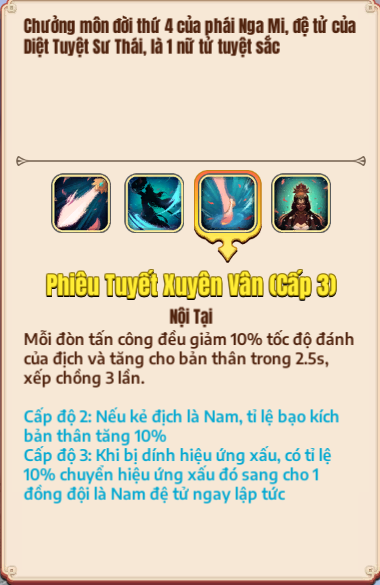 Chưởng môn đời thứ 4 của phái Nga Mi, đệ tử của
Diệt Tuyệt Sư Thái, là 1 nữ tử tuyệt sắc
Phiêu Tuyết Xuyên Vân (Cấp 3)
Nội Tại
Mỗi đòn tấn công đều giảm 10% tốc độ đánh
của địch và tăng cho bản thân trong 2.5s,
xếp chồng 3 lần.
Cấp độ 2: Nếu kẻ địch là Nam, tỉ lệ bạo kích
bản thân tăng 10%
Cấp độ 3: Khi bị dính hiệu ứng xấu, có tỉ lệ
10% chuyển hiệu ứng xấu đó sang cho 1
đồng đội là Nam đệ tử ngay lập tức